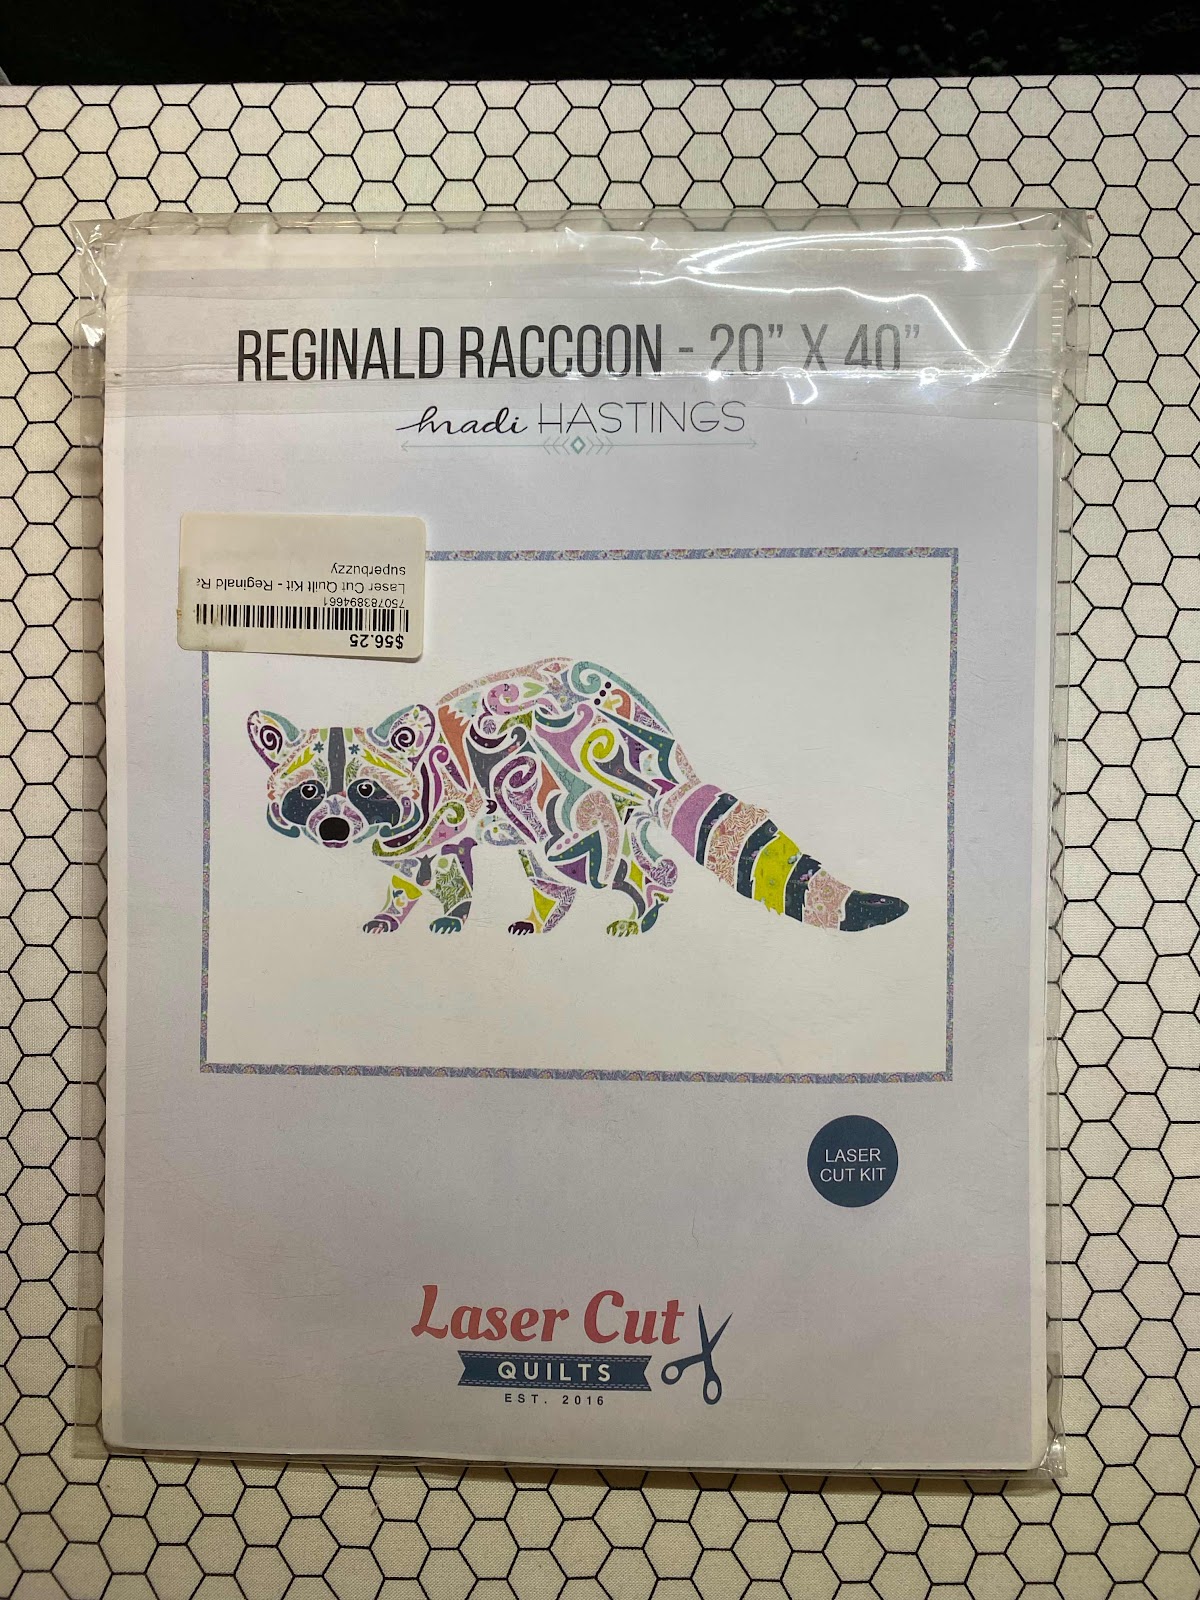 REGINALD RACCOON - 20” X 40”
madi HASTINGS
$56.25
750783894661
Laser Cut Quilt Kit - Reginald Ra
superbuzzy
LASER
CUT KIT
Laser Cut
QUILTS
EST. 2016